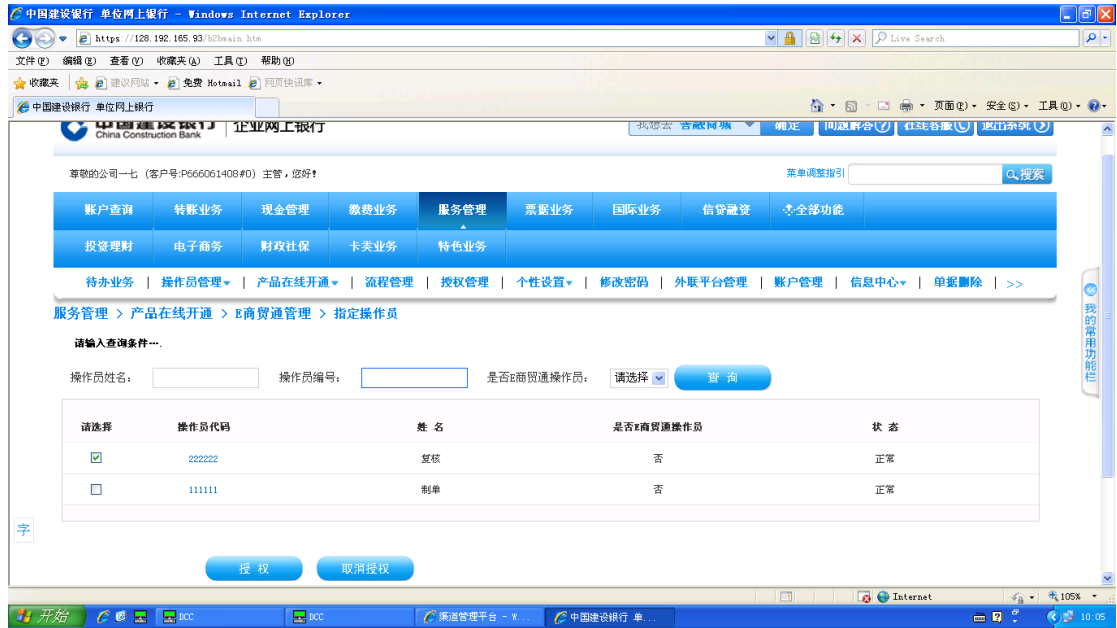 中国建设银行 单位网上银行 - Windows Internet Explorer
https://128.192.165.93/b2bmain.htm
Live Search
文件(F) 编辑(E) 查看(V) 收藏夹(A) 工具(T) 帮助(H)
收藏夹 建议网站 免费 Hotmail 网页快讯库
中国建设银行 单位网上银行
页面(P) 安全(S) 工具(O)
中国建设银行 企业网上银行
China Construction Bank
我想去 善融商城 确定 问题解答(?) 在线客服 退出系统
尊敬的公司一七 (客户号:P666061408#0) 主管,您好!
菜单调整指引 搜索
账户查询 转账业务 现金管理 缴费业务 服务管理 票据业务 国际业务 信贷融资 全部功能
投资理财 电子商务 财政社保 卡类业务 特色业务
待办业务 | 操作员管理 | 产品在线开通 | 流程管理 | 授权管理 | 个性设置 | 修改密码 | 外联平台管理 | 账户管理 | 信息中心 | 单据删除 | >>
服务管理 > 产品在线开通 > E商贸通管理 > 指定操作员
请输入查询条件---.
操作员姓名: 操作员编号: 是否E商贸通操作员: 请选择 查 询
请选择 操作员代码 姓 名 是否E商贸通操作员 状 态
222222 复核 否 正常
111111 制单 否 正常
字
授 权 取消授权
我的常用功能栏
Internet 105%
开始 DCC DCC 渠道管理平台 - W... 中国建设银行 单... 10:05